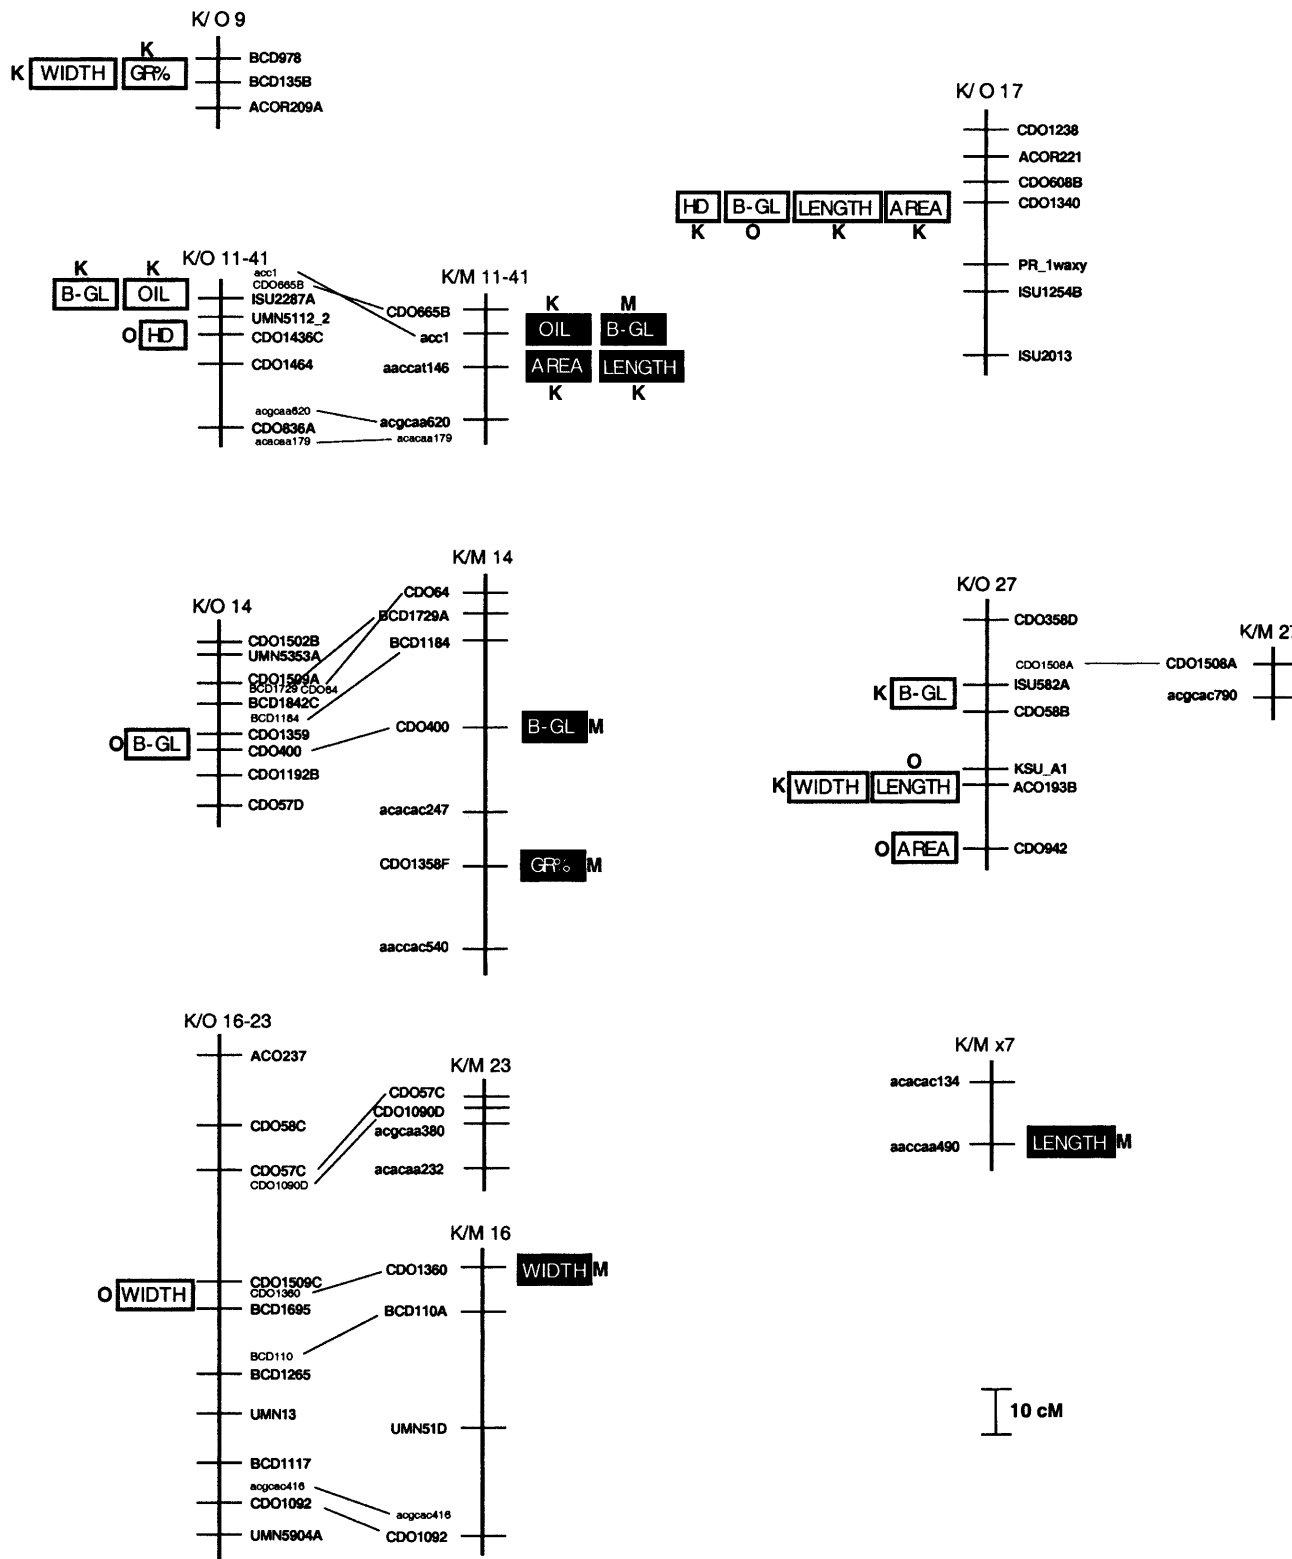 K/ O 9
K
K WIDTH GR%
BCD978
BCD135B
ACOR209A
K/ O 17
CDO1238
ACOR221
CDO608B
CDO1340
PR_1waxy
ISU1254B
ISU2013
HD B-GL LENGTH AREA
K O K K
K/O 11-41
K K
B-GL OIL
O HD
acc1
CDO665B
ISU2287A
UMN5112_2
CDO1436C
CDO1464
acgcaa620
CDO836A
acacaa179
K/M 11-41
CDO665B
acc1
aaccat146
acgcaa620
acacaa179
K M
OIL B-GL
AREA LENGTH
K K
K/O 14
CDO1502B
UMN5353A
CDO1509A
BCD1729 CDO64
BCD1842C
BCD1184
CDO1359
CDO400
CDO1192B
CDO57D
O B-GL
K/M 14
CDO64
BCD1729A
BCD1184
CDO400
acacac247
CDO1358F
aaccac540
B-GL M
GR% M
K/O 27
CDO358D
CDO1508A
ISU582A
CDO58B
KSU_A1
ACO193B
CDO942
K B-GL
O
K WIDTH LENGTH
O AREA
K/M 27
CDO1508A
acgcac790
K/O 16-23
ACO237
CDO58C
CDO57C
CDO1090D
CDO1509C
CDO1360
BCD1695
BCD110
BCD1265
UMN13
BCD1117
acgcac416
CDO1092
UMN5904A
O WIDTH
K/M 23
CDO57C
CDO1090D
acgcaa380
acacaa232
K/M 16
CDO1360
BCD110A
UMN51D
acgcac416
CDO1092
WIDTH M
K/M x7
acacac134
aaccaa490
LENGTH M
10 cM